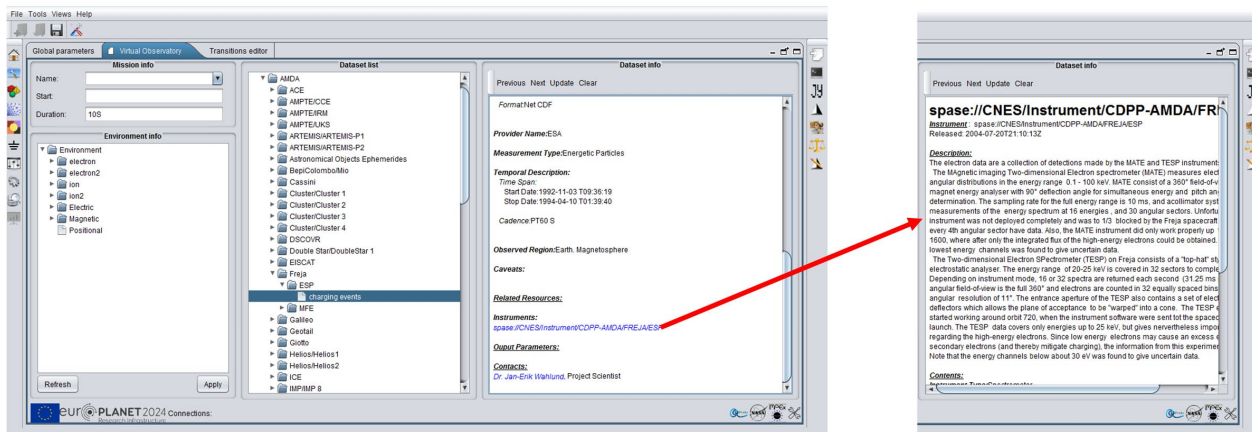 File Tools Views Help
Global parameters
Virtual Observatory
Transitions editor
Mission info
Name:
Start:
Duration: 10S
Environment info
Environment
electron
electron2
ion
ion2
Electric
Magnetic
Positional
Refresh
Apply
Dataset list
AMDA
ACE
AMPTE/CCE
AMPTE/IRM
AMPTE/UKS
ARTEMIS/ARTEMIS-P1
ARTEMIS/ARTEMIS-P2
Astronomical Objects Ephemerides
BepiColombo/Mio
Cassini
Cluster/Cluster 1
Cluster/Cluster 2
Cluster/Cluster 3
Cluster/Cluster 4
DSCOVR
Double Star/DoubleStar 1
EISCAT
Freja
ESP
charging events
MFE
Galileo
Geotail
Giotto
Helios/Helios1
Helios/Helios2
ICE
IMP/IMP 8
Dataset info
Previous Next Update Clear
Format:Net CDF
Provider Name:ESA
Measurement Type:Energetic Particles
Temporal Description:
Time Span:
Start Date:1992-11-03 T09:36:19
Stop Date:1994-04-10 T01:39:40
Cadence:PT60 S
Observed Region:Earth. Magnetosphere
Caveats:
Related Resources:
Instruments:
spase://CNES/Instrument/CDPP-AMDA/FREJA/ESP
Ouput Parameters:
Contacts:
Dr. Jan-Erik Wahlund, Project Scientist
eur PLANET 2024 Connections:
Research Infrastructure
Dataset info
Previous Next Update Clear
spase://CNES/Instrument/CDPP-AMDA/FR
Instrument : spase://CNES/Instrument/CDPP-AMDA/FREJA/ESP
Released: 2004-07-20T21:10:13Z
Description:
The electron data are a collection of detections made by the MATE and TESP instruments
The MAgnetic imaging Two-dimensional Electron spectrometer (MATE) measures elect
angular distributions in the energy range 0.1 - 100 keV. MATE consist of a 360° field-of-v
magnet energy analyser with 90° deflection angle for simultaneous energy and pitch an
determination. The sampling rate for the full energy range is 10 ms, and acollimator syst
measurements of the energy spectrum at 16 energies , and 30 angular sectors. Unfortu
instrument was not deployed completely and was to 1/3 blocked by the Freja spacecraft
every 4th angular sector have data. Also, the MATE instrument did only work properly up
1600, where after only the integrated flux of the high-energy electrons could be obtained.
lowest energy channels was found to give uncertain data.
The Two-dimensional Electron SPectrometer (TESP) on Freja consists of a "top-hat" sty
electrostatic analyser. The energy range of 20-25 keV is covered in 32 sectors to comple
Depending on instrument mode, 16 or 32 spectra are returned each second (31.25 ms
angular field-of-view is the full 360° and electrons are counted in 32 equally spaced bins
angular resolution of 11°. The entrance aperture of the TESP also contains a set of elect
deflectors which allows the plane of acceptance to be "warped" into a cone. The TESP e
started working around orbit 720, when the instrument software were sent tot the spaced
launch. The TESP data covers only energies up to 25 keV, but gives nevertheless impor
regarding the high-energy electrons. Since low energy electrons may cause an excess e
secondary electrons (and thereby mitigate charging), the information from this experimer
Note that the energy channels below about 30 eV was found to give uncertain data.
Contents: